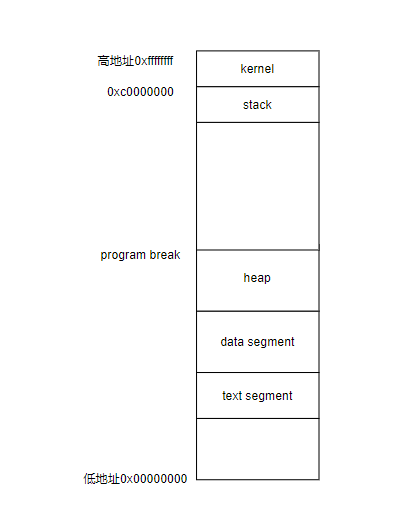 高地址0xffffffff
kernel
0xc0000000
stack
program break
heap
data segment
text segment
低地址0x00000000